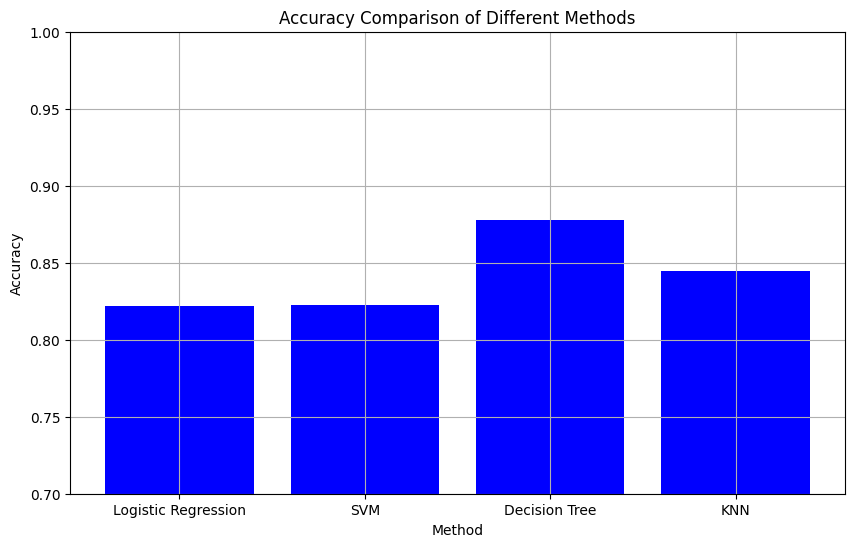 Accuracy Comparison of Different Methods
1.00
0.95
0.90
0.85
0.80
0.75
0.70
Accuracy
Logistic Regression SVM Decision Tree KNN
Method